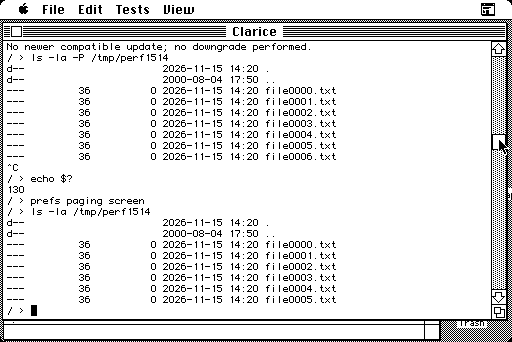 File Edit Tests View
Clarice
No newer compatible update; no downgrade performed.
/ > ls -la -P /tmp/perf1514
d-- 2026-11-15 14:20 .
d-- 2000-08-04 17:50 ..
--- 36 0 2026-11-15 14:20 file0000.txt
--- 36 0 2026-11-15 14:20 file0001.txt
--- 36 0 2026-11-15 14:20 file0002.txt
--- 36 0 2026-11-15 14:20 file0003.txt
--- 36 0 2026-11-15 14:20 file0004.txt
--- 36 0 2026-11-15 14:20 file0005.txt
--- 36 0 2026-11-15 14:20 file0006.txt
^C
/ > echo $?
130
/ > prefs paging screen
/ > ls -la /tmp/perf1514
d-- 2026-11-15 14:20 .
d-- 2000-08-04 17:50 ..
--- 36 0 2026-11-15 14:20 file0000.txt
--- 36 0 2026-11-15 14:20 file0001.txt
--- 36 0 2026-11-15 14:20 file0002.txt
--- 36 0 2026-11-15 14:20 file0003.txt
--- 36 0 2026-11-15 14:20 file0004.txt
--- 36 0 2026-11-15 14:20 file0005.txt
/ >
Trash